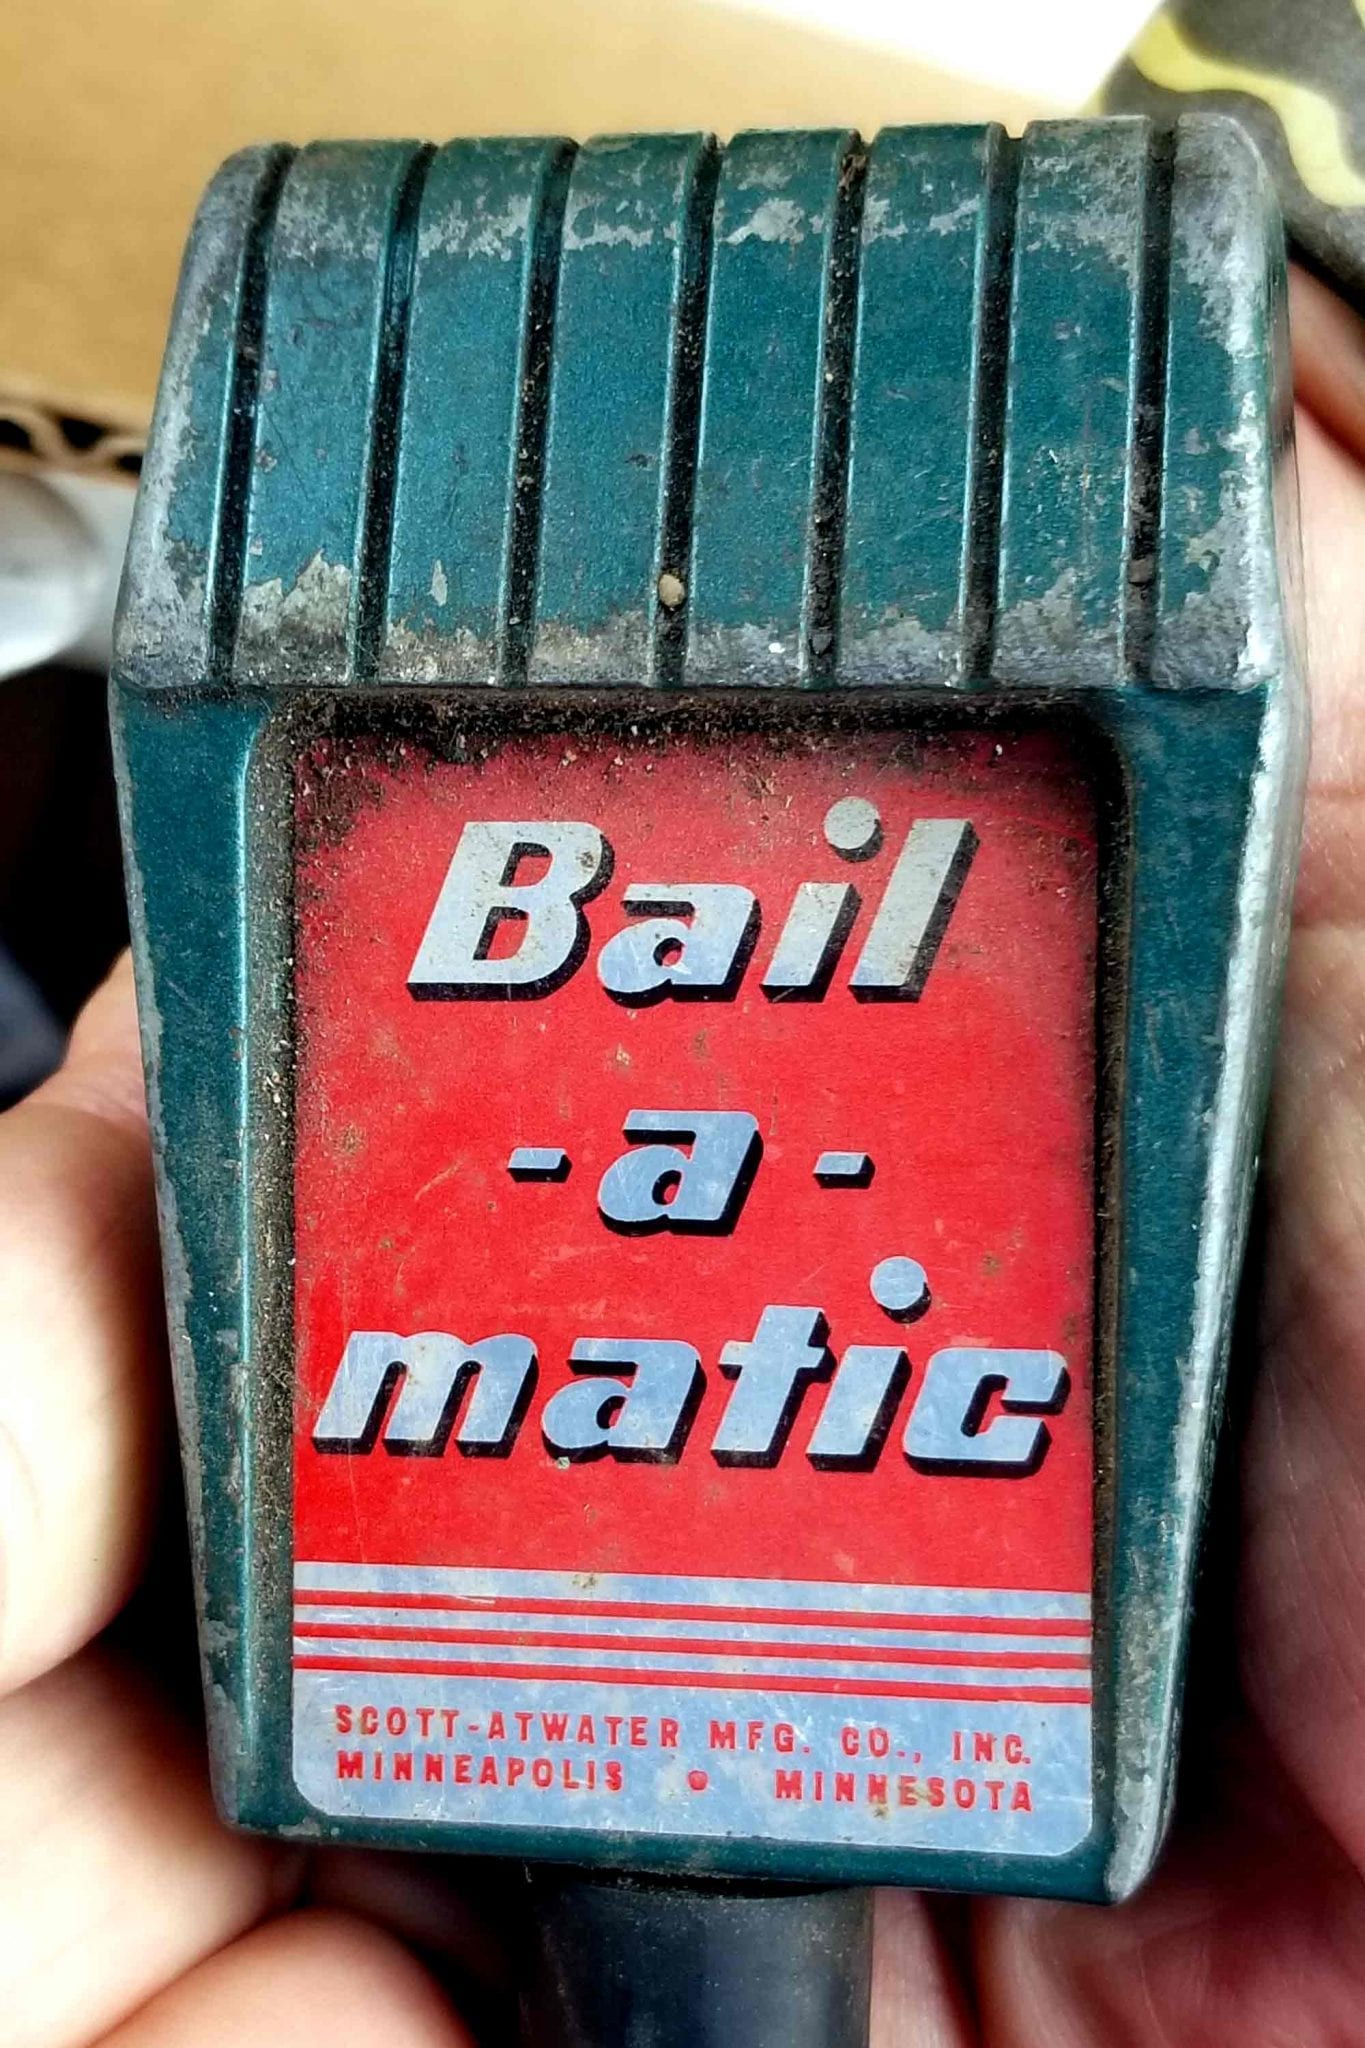 Bail
-a-
matic
SCOTT-ATWATER MFG. CO., INC.
MINNEAPOLIS • MINNESOTA